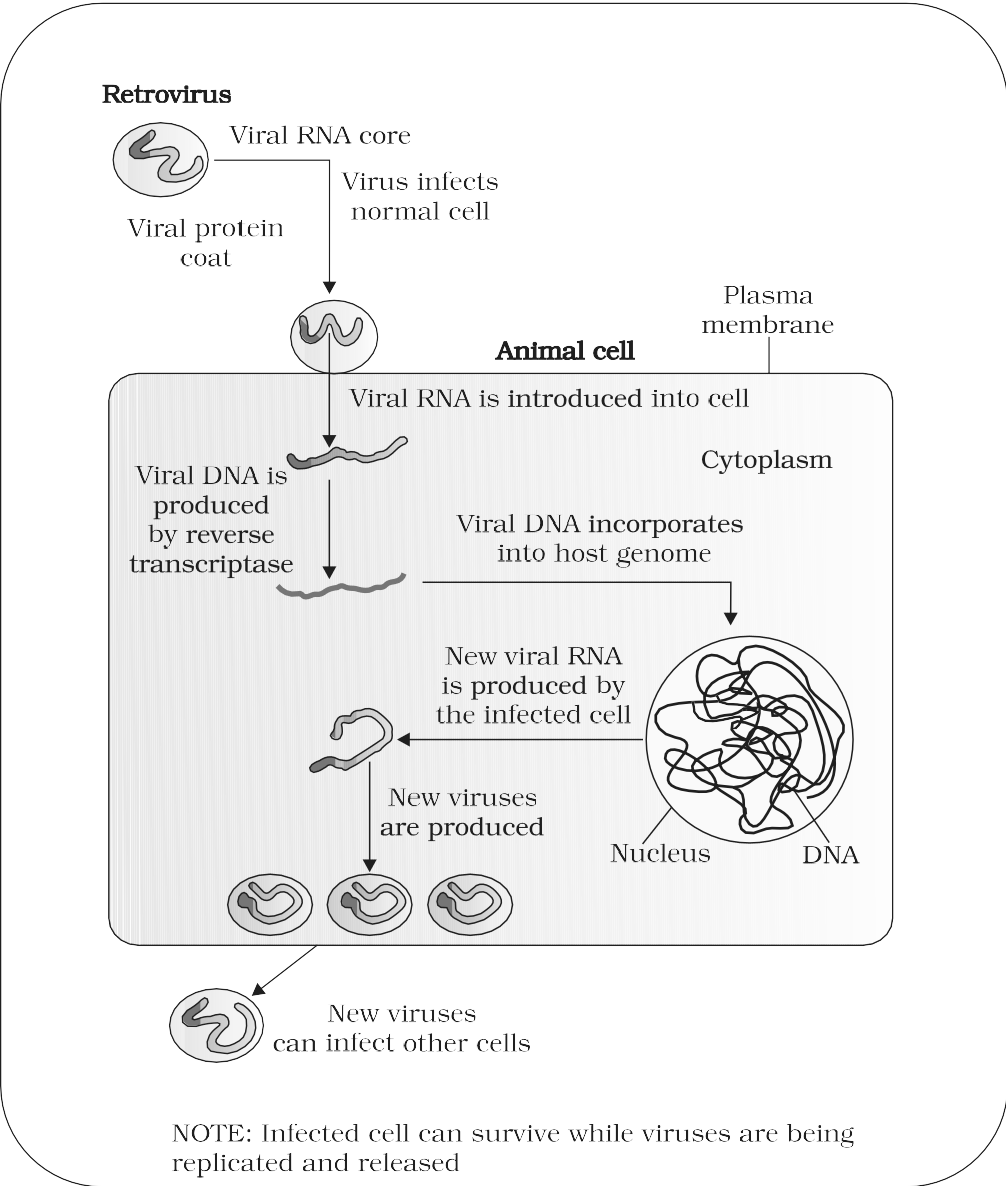 Retrovirus
Viral RNA core
Virus infects
normal cell
Viral protein
coat
Plasma
membrane
Animal cell
Viral RNA is introduced into cell
Cytoplasm
Viral DNA is
produced
by reverse
transcriptase
Viral DNA incorporates
into host genome
New viral RNA
is produced by
the infected cell
New viruses
are produced
Nucleus
DNA
New viruses
can infect other cells
NOTE: Infected cell can survive while viruses are being
replicated and released